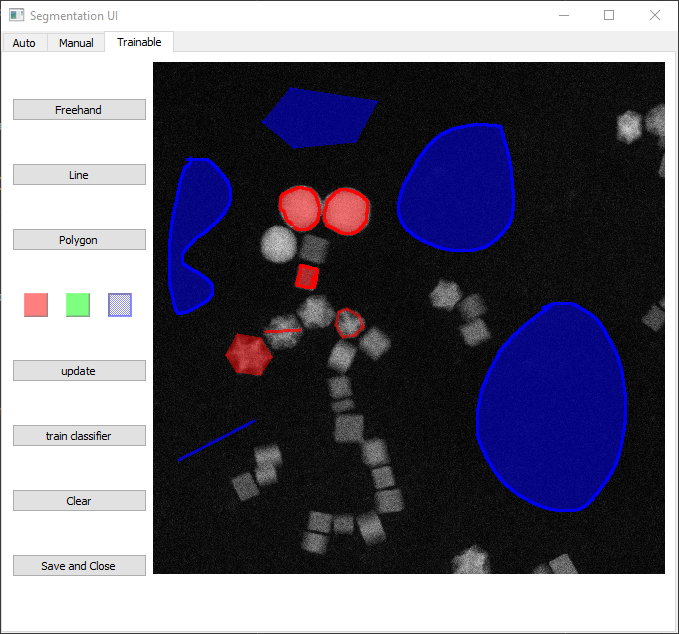 Segmentation UI
Auto Manual Trainable
Freehand
Line
Polygon
update
train classifier
Clear
Save and Close